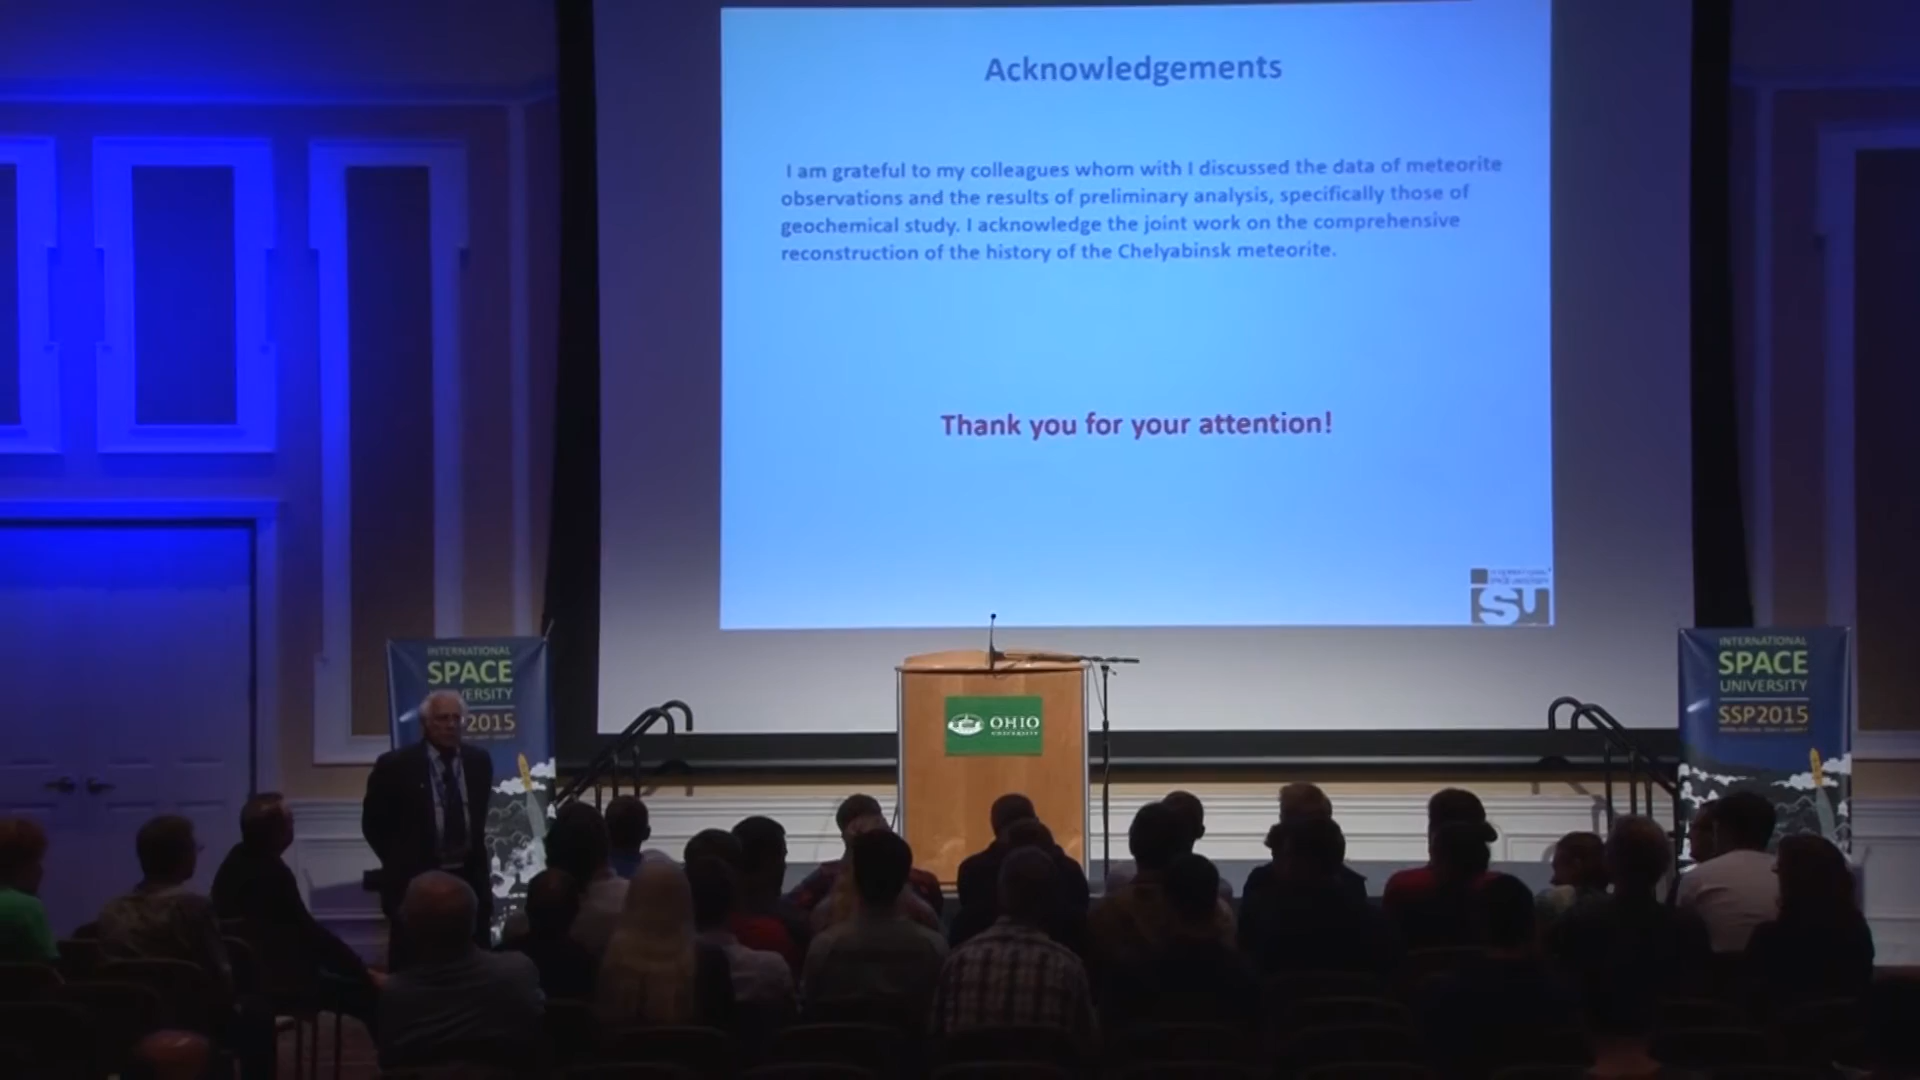 Acknowledgements
I am grateful to my colleagues whom with I discussed the data of meteorite
observations and the results of preliminary analysis, specifically those of
geochemical study. I acknowledge the joint work on the comprehensive
reconstruction of the history of the Chelyabinsk meteorite.
Thank you for your attention!
ISU
INTERNATIONAL
SPACE
2015
OHIO
UNIVERSITY
INTERNATIONAL
SPACE
UNIVERSITY
SSP2015